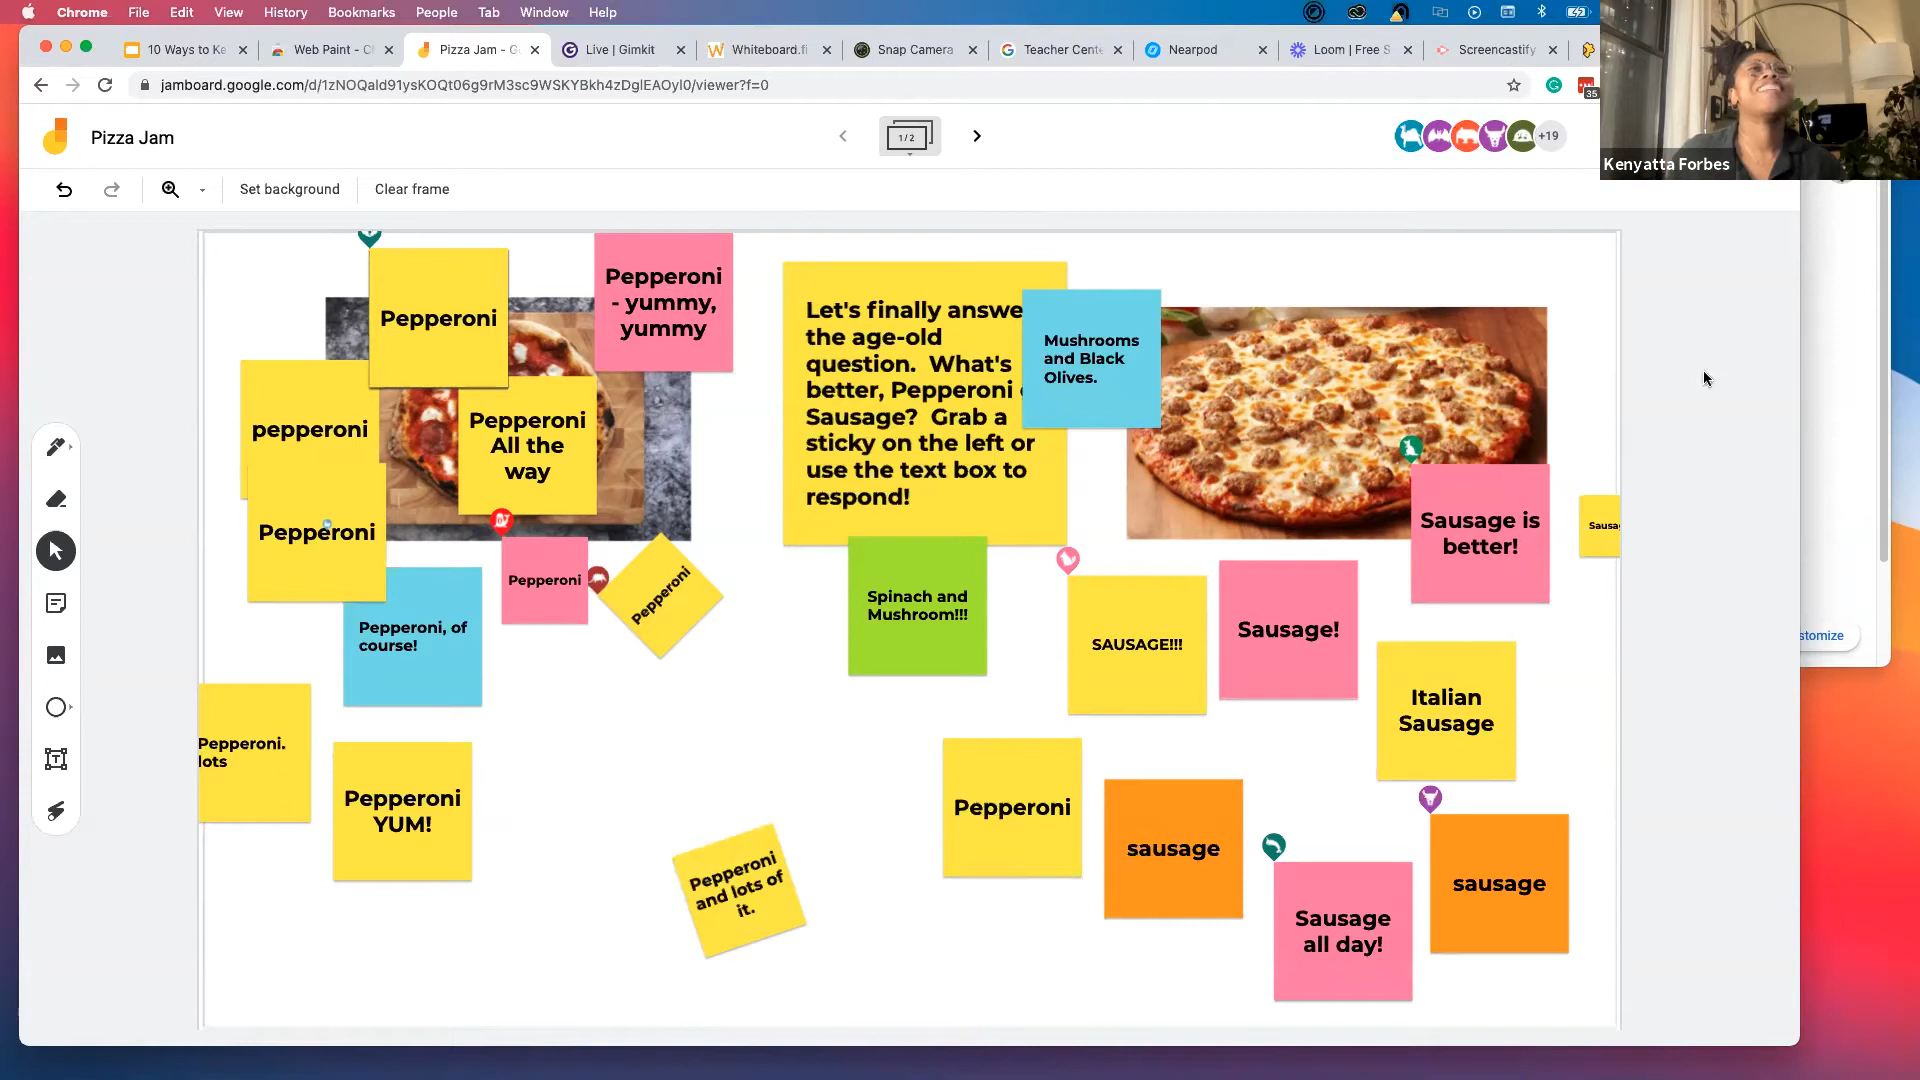 Chrome File Edit View History Bookmarks People Tab Window Help
10 Ways to Ke
Web Paint - C
Pizza Jam - G
Live | Gimkit
Whiteboard.fi
Snap Camera
Teacher Cente
Nearpod
Loom | Free S
Screencastify
jamboard.google.com/d/1zNOQald91ysKOQt06g9rM3sc9WSKYBkh4zDglEAOyl0/viewer?f=0
35
Pizza Jam
1/2
+19
Kenyatta Forbes
Set background
Clear frame
Pepperoni
Pepperoni
- yummy,
yummy
pepperoni
Pepperoni
All the
way
Pepperoni
Pepperoni
Pepperoni
Pepperoni, of
course!
Pepperoni.
lots
Pepperoni
YUM!
Pepperoni
and lots of
it.
Let's finally answe
the age-old
question. What's
better, Pepperoni
Sausage? Grab a
sticky on the left or
use the text box to
respond!
Mushrooms
and Black
Olives.
Spinach and
Mushroom!!!
SAUSAGE!!!
Sausage!
Sausage is
better!
Sausa
Italian
Sausage
Pepperoni
sausage
Sausage
all day!
sausage
stomize